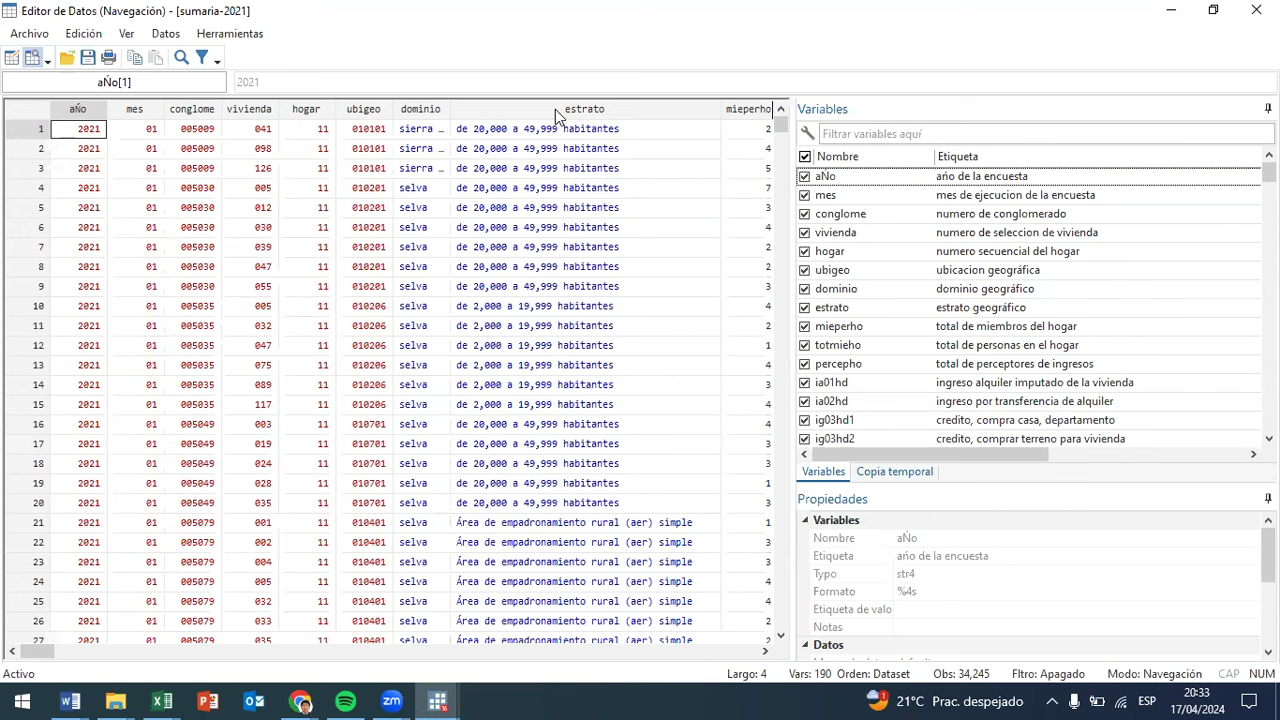 Editor de Datos (Navegación) - [sumaria-2021]
Archivo Edición Ver Datos Herramientas
aŃo[1] 2021
aŃo mes conglome vivienda hogar ubigeo dominio estrato mieperho
1 2021 01 005009 041 11 010101 sierra … de 20,000 a 49,999 habitantes 2
2 2021 01 005009 098 11 010101 sierra … de 20,000 a 49,999 habitantes 4
3 2021 01 005009 126 11 010101 sierra … de 20,000 a 49,999 habitantes 5
4 2021 01 005030 005 11 010201 selva de 20,000 a 49,999 habitantes 7
5 2021 01 005030 012 11 010201 selva de 20,000 a 49,999 habitantes 3
6 2021 01 005030 030 11 010201 selva de 20,000 a 49,999 habitantes 4
7 2021 01 005030 039 11 010201 selva de 20,000 a 49,999 habitantes 2
8 2021 01 005030 047 11 010201 selva de 20,000 a 49,999 habitantes 2
9 2021 01 005030 055 11 010201 selva de 20,000 a 49,999 habitantes 3
10 2021 01 005035 005 11 010206 selva de 2,000 a 19,999 habitantes 4
11 2021 01 005035 032 11 010206 selva de 2,000 a 19,999 habitantes 2
12 2021 01 005035 047 11 010206 selva de 2,000 a 19,999 habitantes 1
13 2021 01 005035 075 11 010206 selva de 2,000 a 19,999 habitantes 4
14 2021 01 005035 089 11 010206 selva de 2,000 a 19,999 habitantes 3
15 2021 01 005035 117 11 010206 selva de 2,000 a 19,999 habitantes 4
16 2021 01 005049 003 11 010701 selva de 20,000 a 49,999 habitantes 4
17 2021 01 005049 019 11 010701 selva de 20,000 a 49,999 habitantes 3
18 2021 01 005049 024 11 010701 selva de 20,000 a 49,999 habitantes 3
19 2021 01 005049 028 11 010701 selva de 20,000 a 49,999 habitantes 1
20 2021 01 005049 035 11 010701 selva de 20,000 a 49,999 habitantes 3
21 2021 01 005079 001 11 010401 selva Área de empadronamiento rural (aer) simple 1
22 2021 01 005079 002 11 010401 selva Área de empadronamiento rural (aer) simple 3
23 2021 01 005079 004 11 010401 selva Área de empadronamiento rural (aer) simple 3
24 2021 01 005079 005 11 010401 selva Área de empadronamiento rural (aer) simple 4
25 2021 01 005079 032 11 010401 selva Área de empadronamiento rural (aer) simple 4
26 2021 01 005079 033 11 010401 selva Área de empadronamiento rural (aer) simple 2
27 2021 01 005079 035 11 010401 selva Área de empadronamiento rural (aer) simple 2
Variables
Filtrar variables aquí
Nombre Etiqueta
aNo ańo de la encuesta
mes mes de ejecucion de la encuesta
conglome numero de conglomerado
vivienda numero de seleccion de vivienda
hogar numero secuencial del hogar
ubigeo ubicacion geográfica
dominio dominio geográfico
estrato estrato geográfico
mieperho total de miembros del hogar
totmieho total de personas en el hogar
percepho total de perceptores de ingresos
ia01hd ingreso alquiler imputado de la vivienda
ia02hd ingreso por transferencia de alquiler
ig03hd1 credito, compra casa, departamento
ig03hd2 credito, comprar terreno para vivienda
Variables Copia temporal
Propiedades
Variables
Nombre aŃo
Etiqueta ańo de la encuesta
Typo str4
Formato %4s
Etiqueta de valo
Notas
Datos
Activo Largo: 4 Vars: 190 Orden: Dataset Obs: 34,245 Fltro: Apagado Modo: Navegación CAP NUM
1 21°C Prac. despejado ESP 20:33
17/04/2024